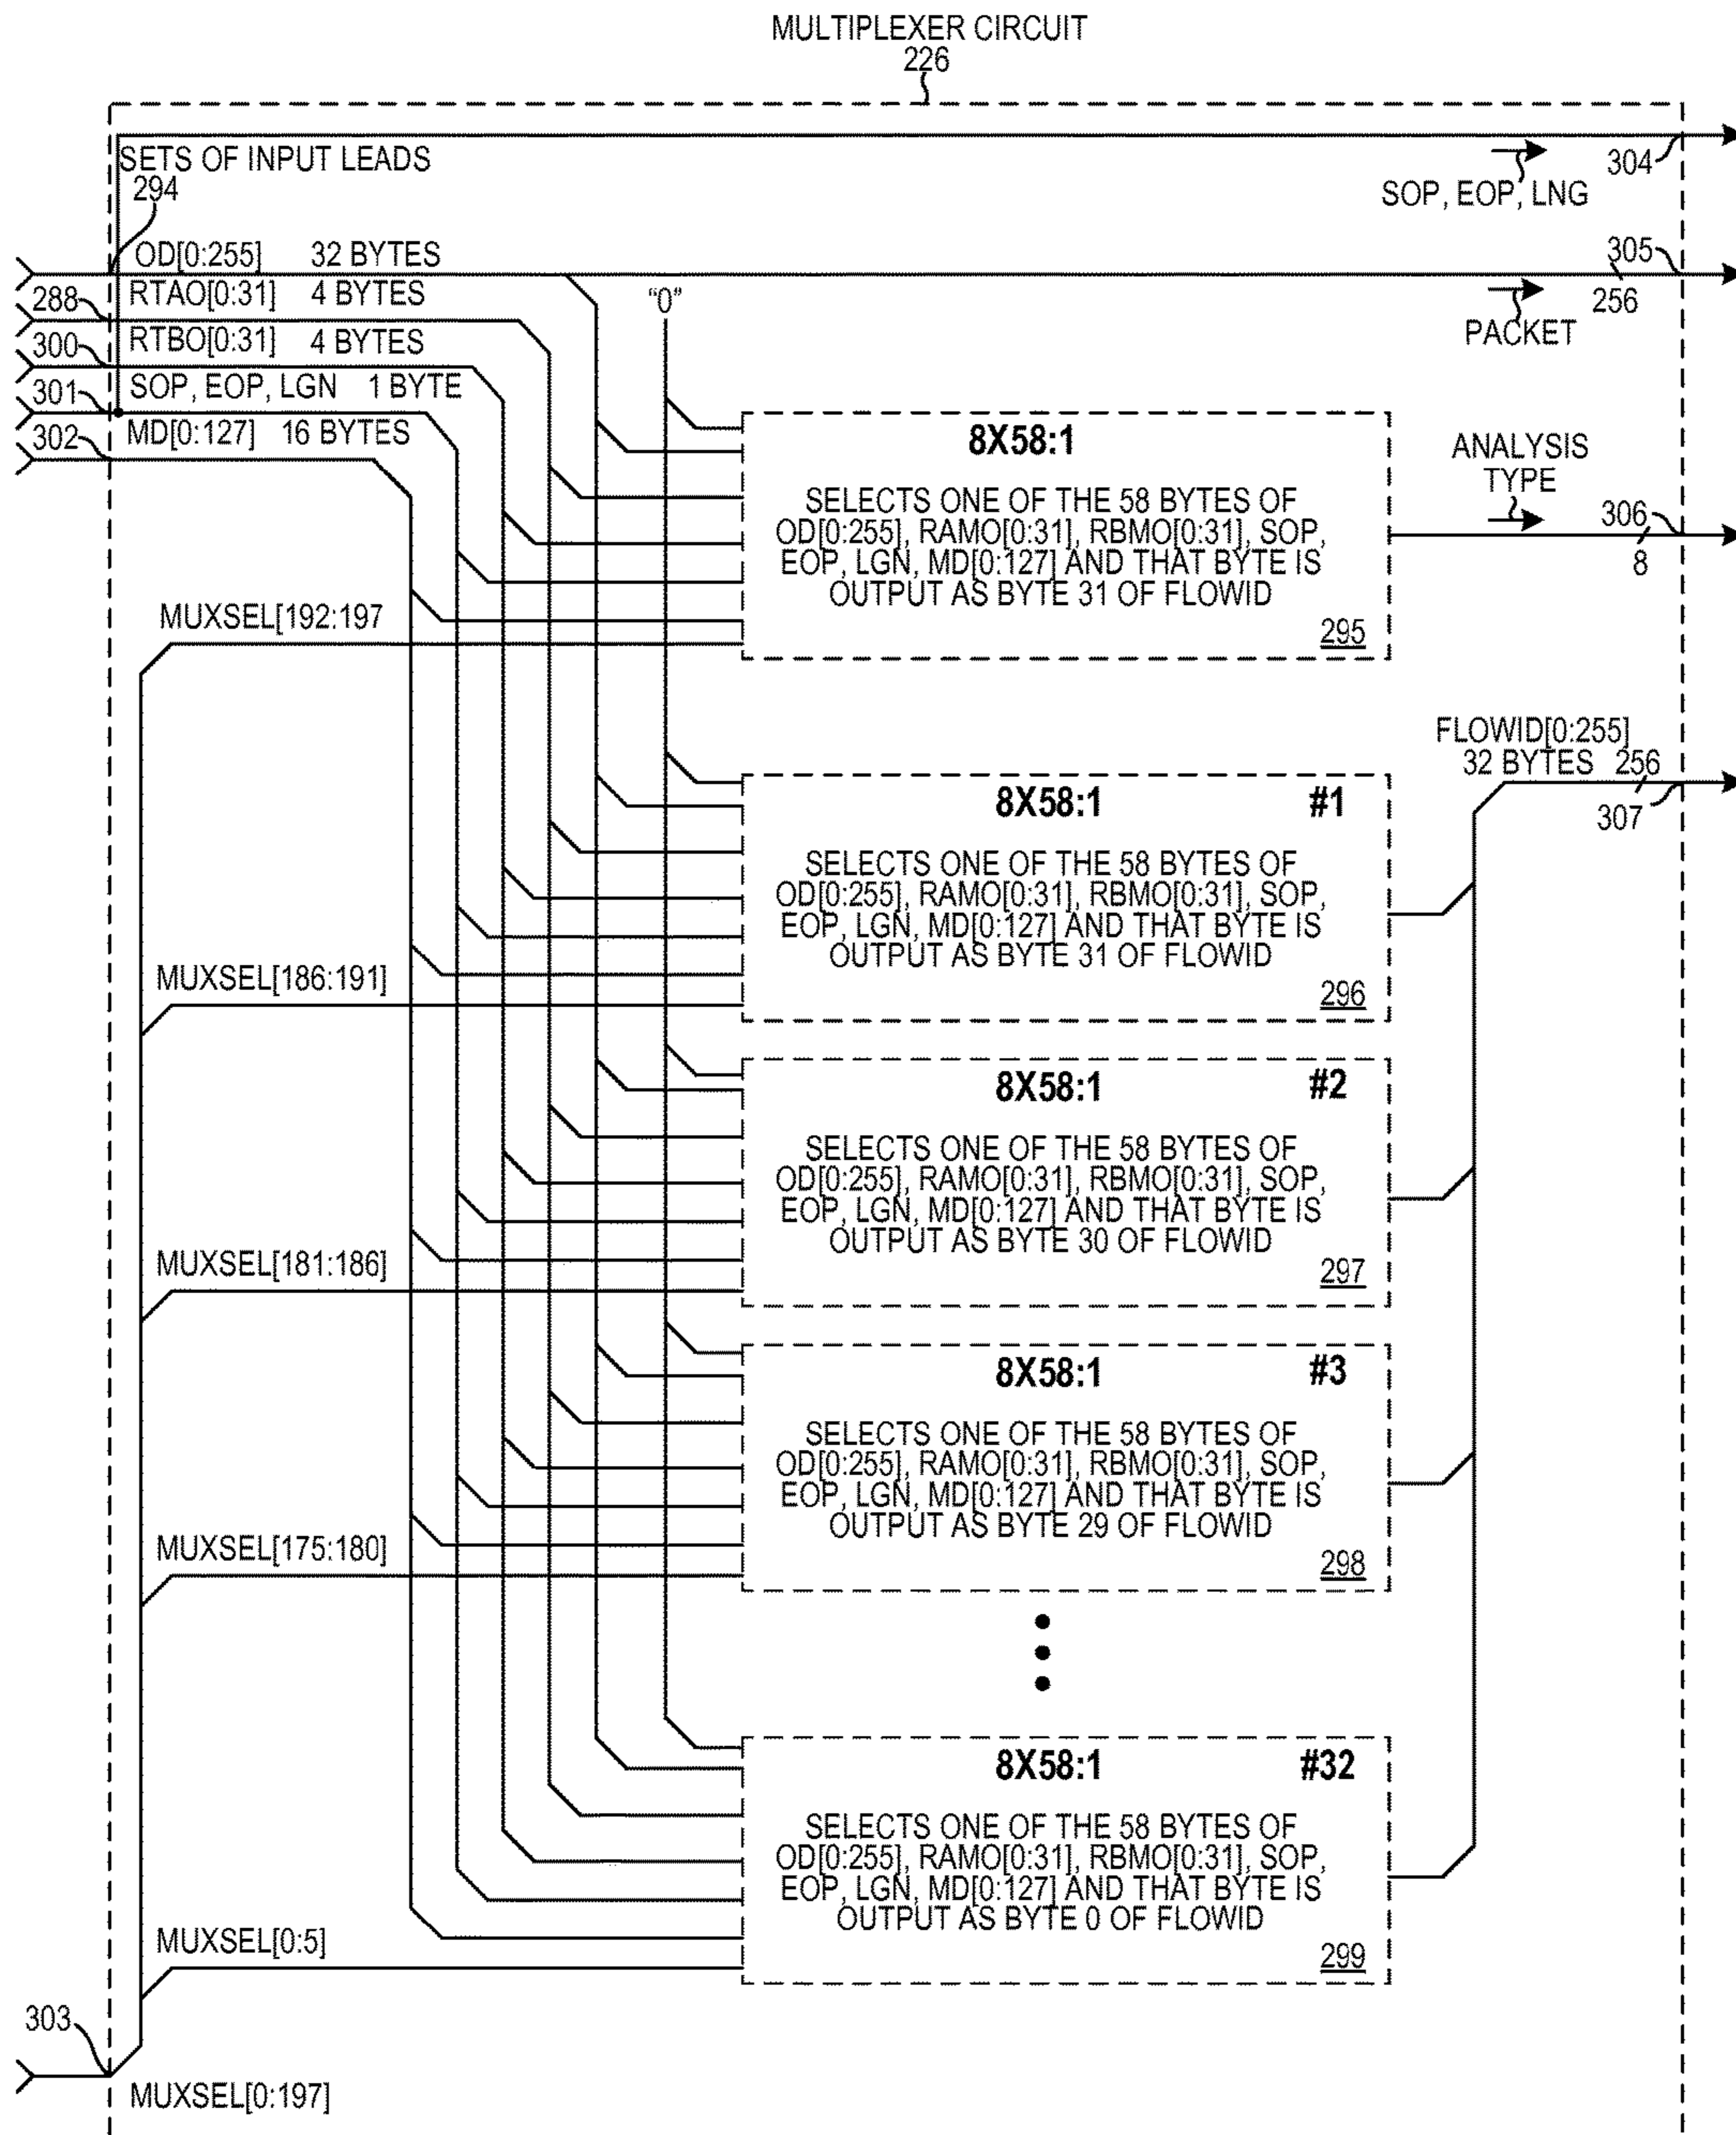 MULTIPLEXER CIRCUIT
226
SETS OF INPUT LEADS
294
304
SOP, EOP, LNG
OD[0:255] 32 BYTES
305
256
PACKET
288
RTAO[0:31] 4 BYTES
"0"
300
RTBO[0:31] 4 BYTES
301
SOP, EOP, LGN 1 BYTE
302
MD[0:127] 16 BYTES
8X58:1
SELECTS ONE OF THE 58 BYTES OF
OD[0:255], RAMO[0:31], RBMO[0:31], SOP,
EOP, LGN, MD[0:127] AND THAT BYTE IS
OUTPUT AS BYTE 31 OF FLOWID
295
ANALYSIS
TYPE
306
8
MUXSEL[192:197
FLOWID[0:255]
32 BYTES 256
307
8X58:1 #1
SELECTS ONE OF THE 58 BYTES OF
OD[0:255], RAMO[0:31], RBMO[0:31], SOP,
EOP, LGN, MD[0:127] AND THAT BYTE IS
OUTPUT AS BYTE 31 OF FLOWID
296
MUXSEL[186:191]
8X58:1 #2
SELECTS ONE OF THE 58 BYTES OF
OD[0:255], RAMO[0:31], RBMO[0:31], SOP,
EOP, LGN, MD[0:127] AND THAT BYTE IS
OUTPUT AS BYTE 30 OF FLOWID
297
MUXSEL[181:186]
8X58:1 #3
SELECTS ONE OF THE 58 BYTES OF
OD[0:255], RAMO[0:31], RBMO[0:31], SOP,
EOP, LGN, MD[0:127] AND THAT BYTE IS
OUTPUT AS BYTE 29 OF FLOWID
298
MUXSEL[175:180]
8X58:1 #32
SELECTS ONE OF THE 58 BYTES OF
OD[0:255], RAMO[0:31], RBMO[0:31], SOP,
EOP, LGN, MD[0:127] AND THAT BYTE IS
OUTPUT AS BYTE 0 OF FLOWID
299
MUXSEL[0:5]
303
MUXSEL[0:197]